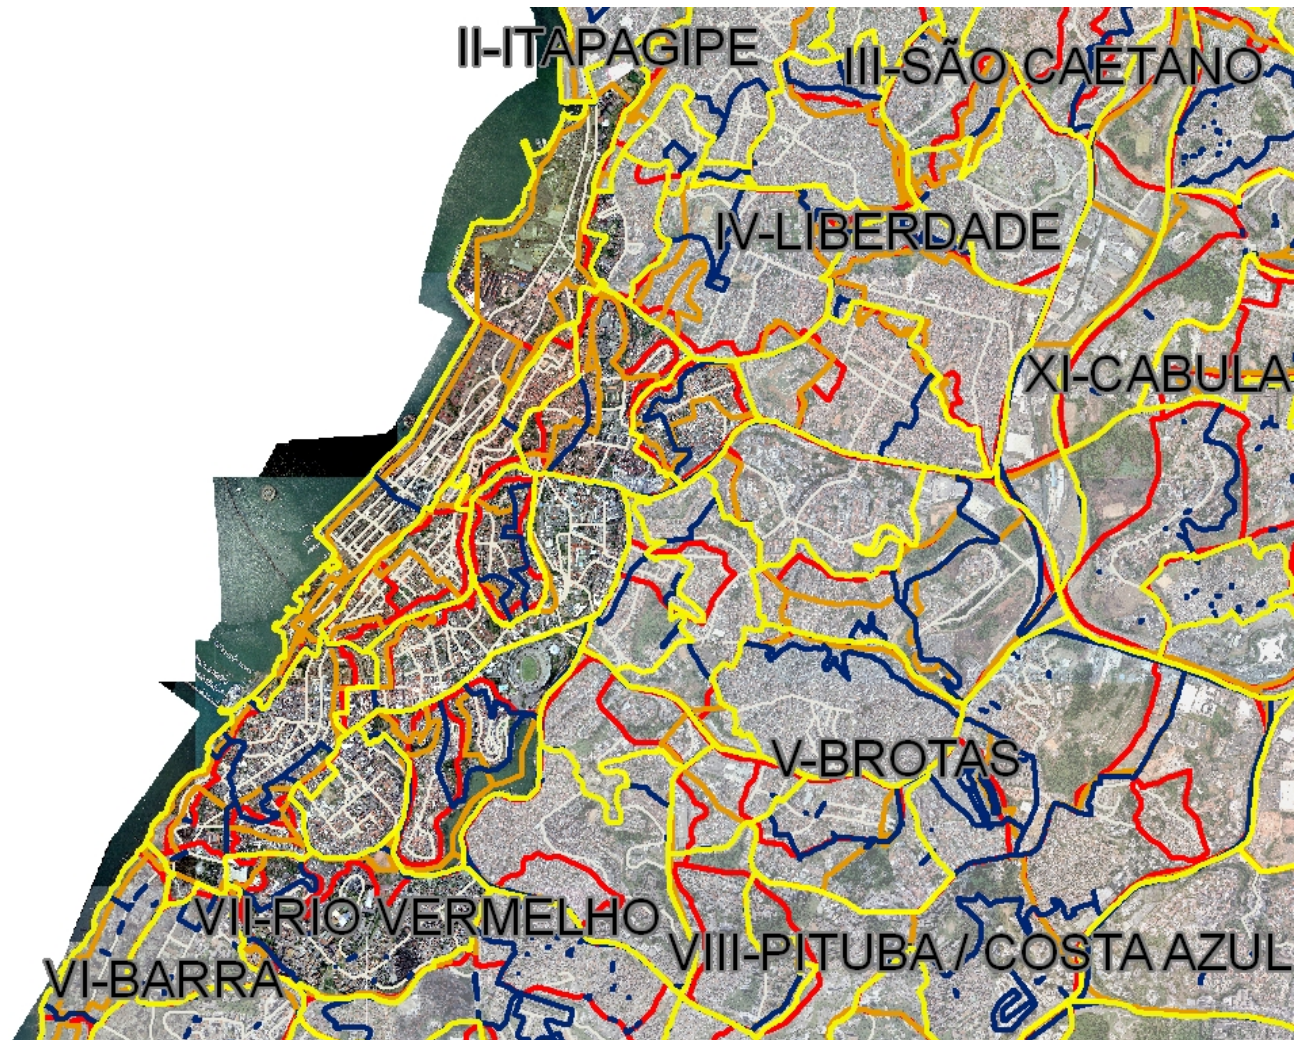 II-ITAPAGIPE
III-SÃO CAETANO
IV-LIBERDADE
XI-CABULA
V-BROTAS
VII-RIO VERMELHO
VIII-PITUBA / COSTA AZUL
VI-BARRA